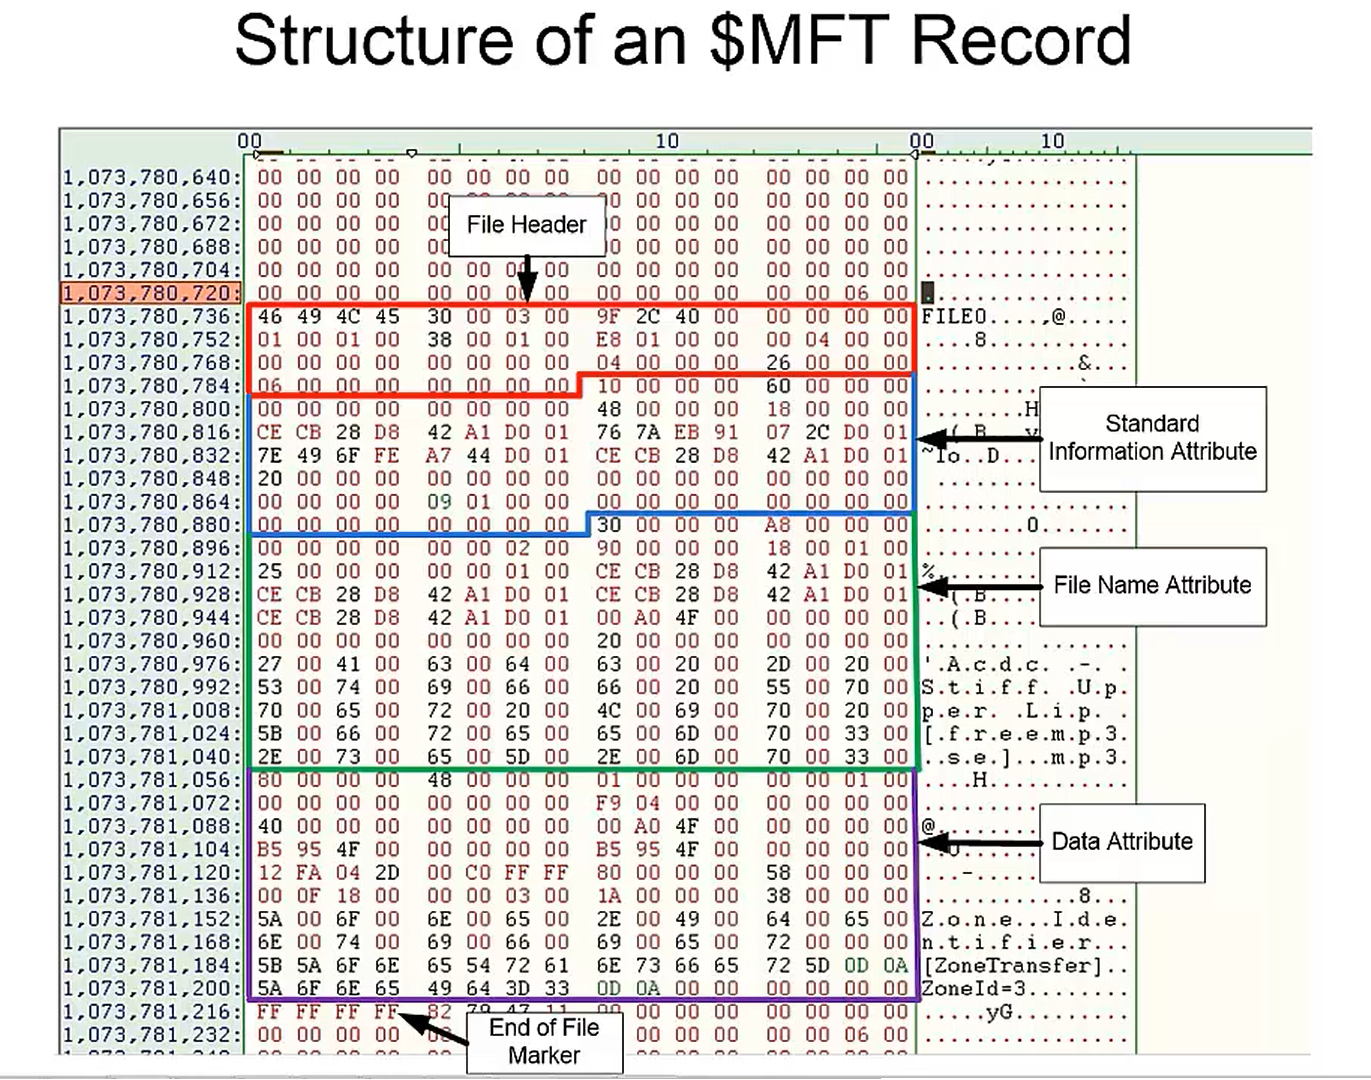 Structure of an $MFT Record
00 10 00 10
1,073,780,640: 00 00 00 00 00 00 00 00 00 00 00 00 00 00 00 00 ................
1,073,780,656: 00 00 00 00 00 00 00 00 00 00 00 00 ................
1,073,780,672: 00 00 00 00 00 00 00 00 00 00 00 ................
File Header
1,073,780,688: 00 00 00 00 00 00 00 00 00 00 00 ................
1,073,780,704: 00 00 00 00 00 00 00 00 00 00 00 00 00 00 00 00 ................
1,073,780,720: 00 00 00 00 00 00 00 00 00 00 00 00 00 00 06 00 ................
1,073,780,736: 46 49 4C 45 30 00 03 00 9F 2C 40 00 00 00 00 00 FILE0....,@.....
1,073,780,752: 01 00 01 00 38 00 01 00 E8 01 00 00 00 04 00 00 ....8...........
1,073,780,768: 00 00 00 00 00 00 00 00 04 00 00 00 26 00 00 00 ............&...
1,073,780,784: 06 00 00 00 00 00 00 00 10 00 00 00 60 00 00 00 ............`...
1,073,780,800: 00 00 00 00 00 00 00 00 48 00 00 00 18 00 00 00 ........H
1,073,780,816: CE CB 28 D8 42 A1 D0 01 76 7A EB 91 07 2C D0 01 ..(.B
1,073,780,832: 7E 49 6F FE A7 44 D0 01 CE CB 28 D8 42 A1 D0 01 ~Io..D...
Standard
Information Attribute
1,073,780,848: 20 00 00 00 00 00 00 00 00 00 00 00 00 00 00 00
1,073,780,864: 00 00 00 00 09 01 00 00 00 00 00 00 00 00 00 00
1,073,780,880: 00 00 00 00 00 00 00 00 30 00 00 00 A8 00 00 00 ........0.......
1,073,780,896: 00 00 00 00 00 00 02 00 90 00 00 00 18 00 01 00
1,073,780,912: 25 00 00 00 00 00 01 00 CE CB 28 D8 42 A1 D0 01 %
1,073,780,928: CE CB 28 D8 42 A1 D0 01 CE CB 28 D8 42 A1 D0 01 ..(.B
File Name Attribute
1,073,780,944: CE CB 28 D8 42 A1 D0 01 00 A0 4F 00 00 00 00 00 ..(.B
1,073,780,960: 00 00 00 00 00 00 00 00 20 00 00 00 00 00 00 00
1,073,780,976: 27 00 41 00 63 00 64 00 63 00 20 00 2D 00 20 00 '.A.c.d.c. .-. .
1,073,780,992: 53 00 74 00 69 00 66 00 66 00 20 00 55 00 70 00 S.t.i.f.f. .U.p.
1,073,781,008: 70 00 65 00 72 00 20 00 4C 00 69 00 70 00 20 00 p.e.r. .L.i.p. .
1,073,781,024: 5B 00 66 00 72 00 65 00 65 00 6D 00 70 00 33 00 [.f.r.e.e.m.p.3.
1,073,781,040: 2E 00 73 00 65 00 5D 00 2E 00 6D 00 70 00 33 00 ..s.e.]...m.p.3.
1,073,781,056: 80 00 00 00 48 00 00 00 01 00 00 00 00 00 01 00 ....H...........
1,073,781,072: 00 00 00 00 00 00 00 00 F9 04 00 00 00 00 00 00
1,073,781,088: 40 00 00 00 00 00 00 00 00 A0 4F 00 00 00 00 00 @
1,073,781,104: B5 95 4F 00 00 00 00 00 B5 95 4F 00 00 00 00 00
Data Attribute
1,073,781,120: 12 FA 04 2D 00 C0 FF FF 80 00 00 00 58 00 00 00 ...-
1,073,781,136: 00 0F 18 00 00 00 03 00 1A 00 00 00 38 00 00 00 ............8...
1,073,781,152: 5A 00 6F 00 6E 00 65 00 2E 00 49 00 64 00 65 00 Z.o.n.e...I.d.e.
1,073,781,168: 6E 00 74 00 69 00 66 00 69 00 65 00 72 00 00 00 n.t.i.f.i.e.r...
1,073,781,184: 5B 5A 6F 6E 65 54 72 61 6E 73 66 65 72 5D 0D 0A [ZoneTransfer]..
1,073,781,200: 5A 6F 6E 65 49 64 3D 33 0D 0A 00 00 00 00 00 00 ZoneId=3........
1,073,781,216: FF FF FF FF 82 79 47 11 00 00 00 00 00 00 00 00 .....yG.........
1,073,781,232: 00 00 00 00 00 00 00 00 00 00 06 00 ................
End of File
Marker